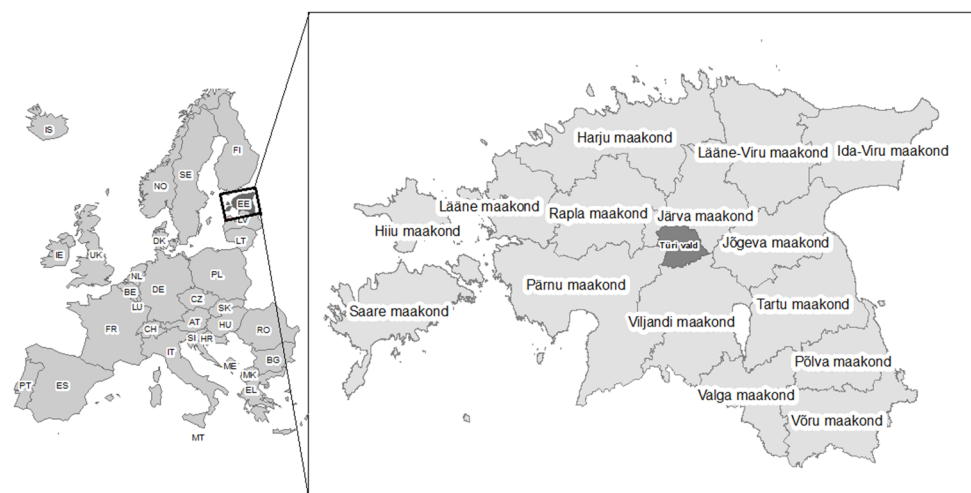 IS
FI
NO
SE
EE
LV
LT
DK
IE
UK
NL
BE
DE
PL
LU
CZ
SK
FR
CH
AT
HU
RO
SI
HR
IT
BG
ME
MK
PT
ES
EL
MT
Harju maakond
Lääne-Viru maakond
Ida-Viru maakond
Lääne maakond
Rapla maakond
Järva maakond
Hiiu maakond
Türi vald
Jõgeva maakond
Pärnu maakond
Saare maakond
Tartu maakond
Viljandi maakond
Põlva maakond
Valga maakond
Võru maakond